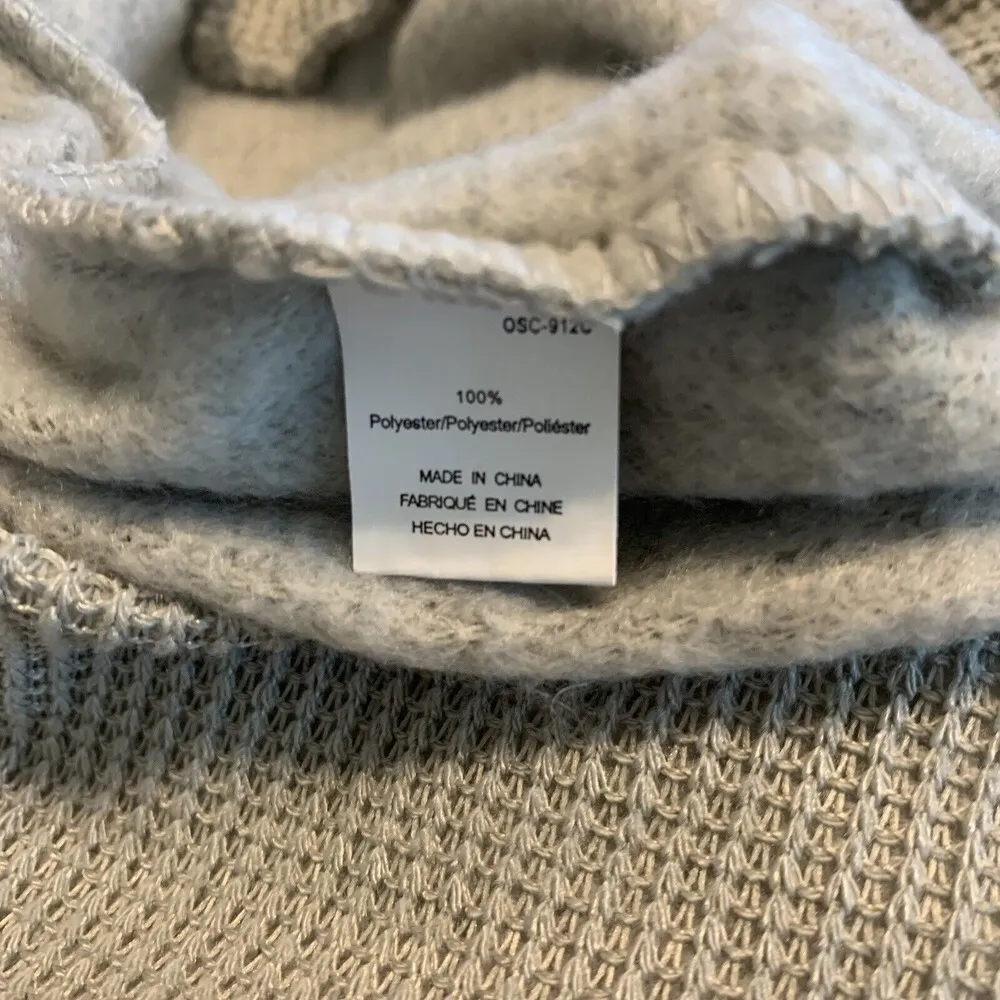 100%
Polyester/Polyester/Poliéster
MADE IN CHINA
FABRIQUÉ EN CHINE
HECHO EN CHINA